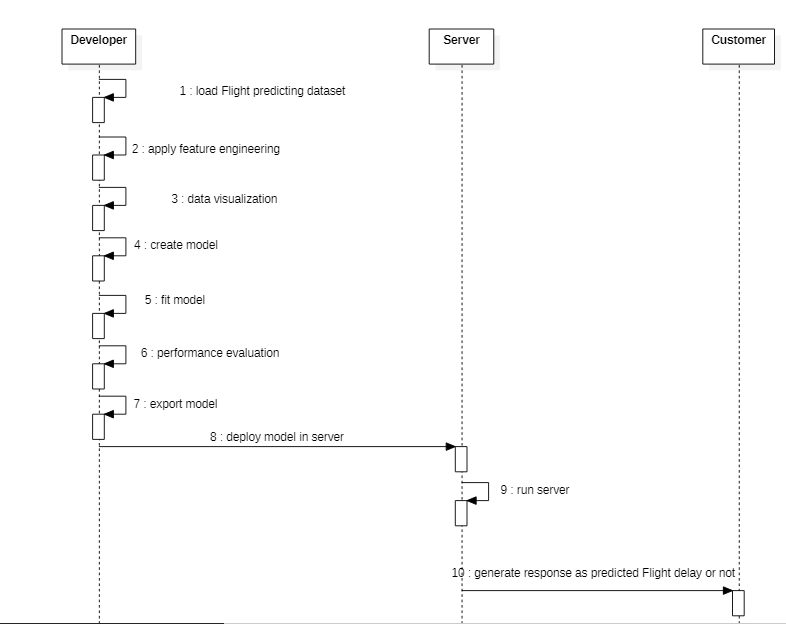 Developer
Server
Customer
1 : load Flight predicting dataset
2 : apply feature engineering
3 : data visualization
4 : create model
5 : fit model
6 : performance evaluation
7 : export model
8 : deploy model in server
9 : run server
10 : generate response as predicted Flight delay or not